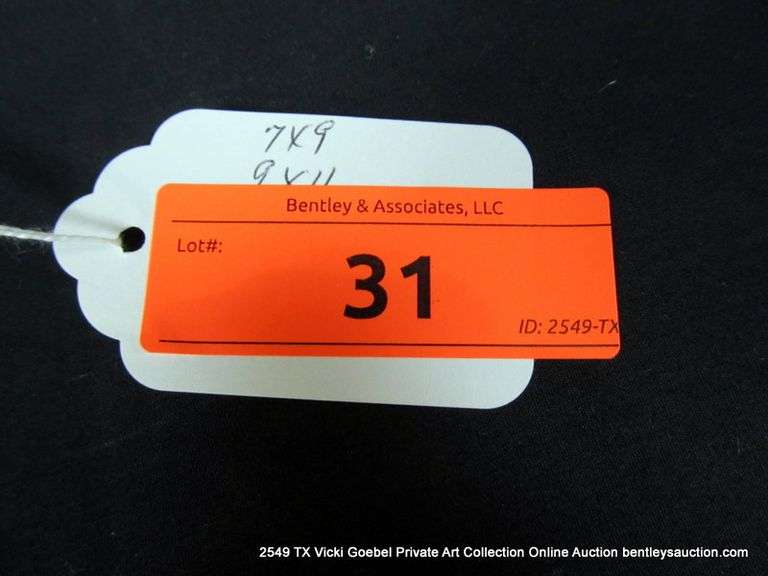 7x9
9x11
Bentley & Associates, LLC
Lot#:
31
ID: 2549-TX
2549 TX Vicki Goebel Private Art Collection Online Auction bentleysauction.com